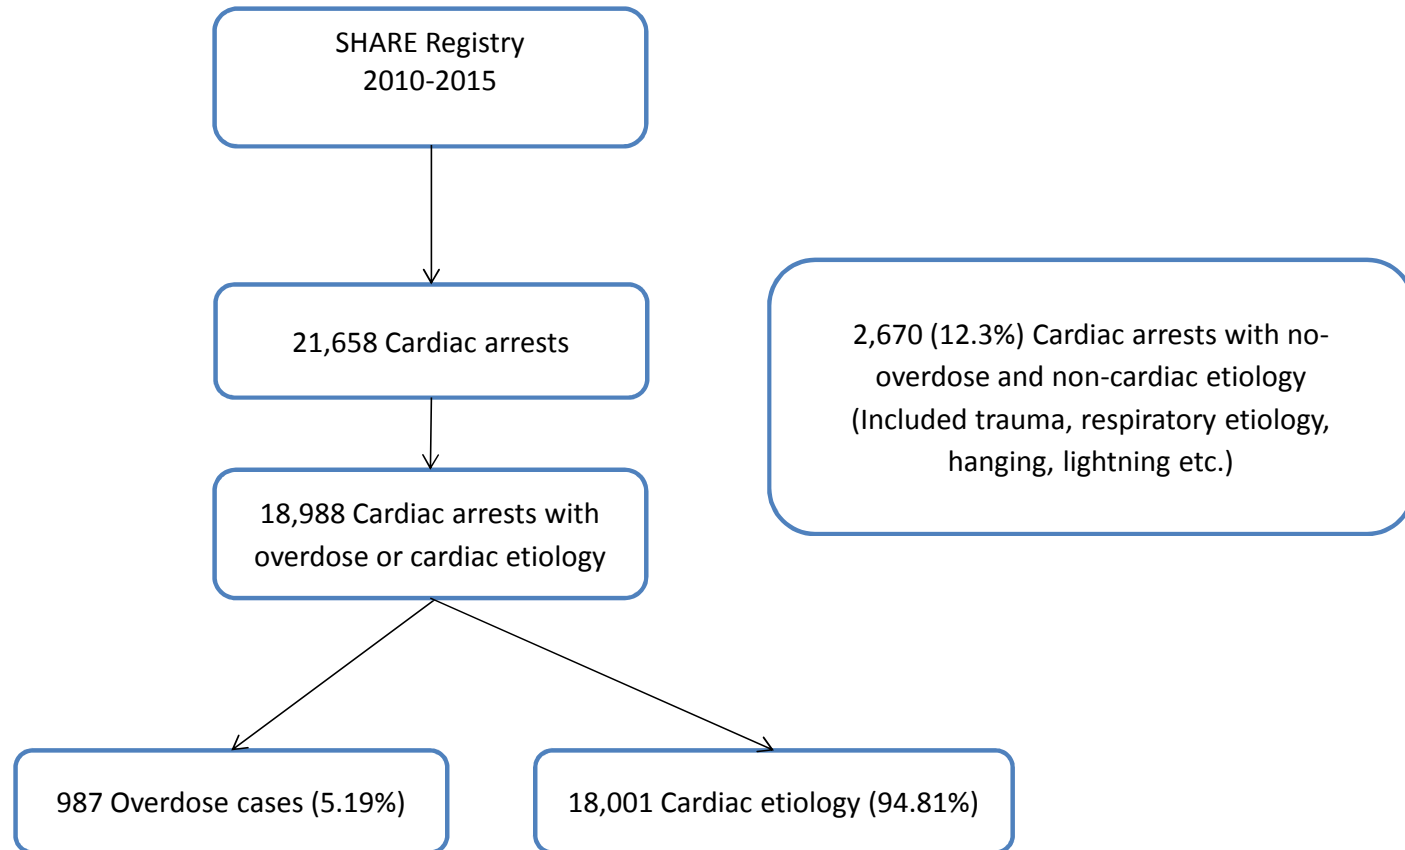 SHARE Registry
2010-2015
21,658 Cardiac arrests
2,670 (12.3%) Cardiac arrests with no-
overdose and non-cardiac etiology
(Included trauma, respiratory etiology,
hanging, lightning etc.)
18,988 Cardiac arrests with
overdose or cardiac etiology
987 Overdose cases (5.19%)
18,001 Cardiac etiology (94.81%)